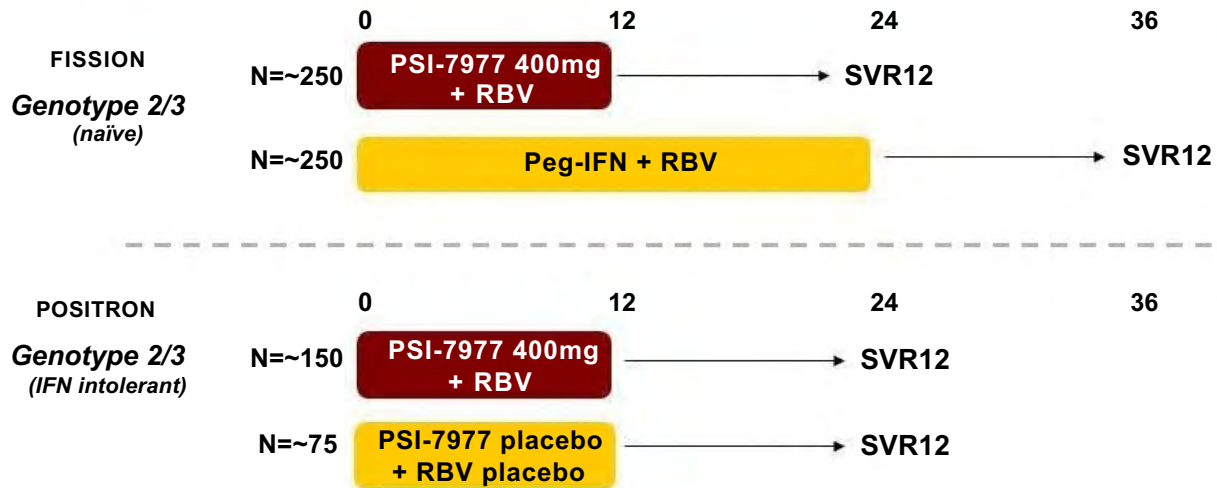 0 12 24 36
FISSION
Genotype 2/3
(naïve)
N=~250
PSI-7977 400mg
+ RBV
SVR12
N=~250
Peg-IFN + RBV
SVR12
0 12 24 36
POSITRON
Genotype 2/3
(IFN intolerant)
N=~150
PSI-7977 400mg
+ RBV
SVR12
N=~75
PSI-7977 placebo
+ RBV placebo
SVR12